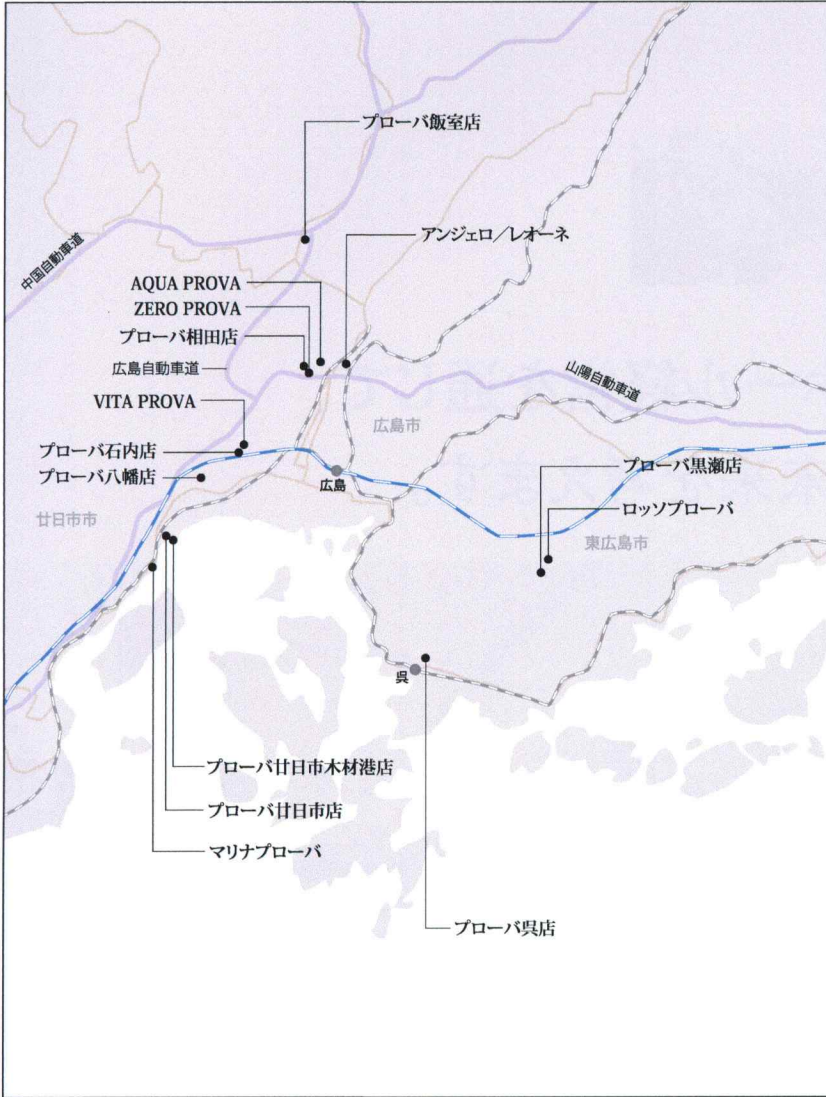 プローバ飯室店
アンジェロ／レオーネ
中国自動車道
AQUA PROVA
ZERO PROVA
プローバ相田店
広島自動車道
山陽自動車道
VITA PROVA
広島市
プローバ石内店
プローバ八幡店
広島
プローバ黒瀬店
ロッソプローバ
廿日市市
東広島市
呉
プローバ廿日市木材港店
プローバ廿日市店
マリナプローバ
プローバ呉店